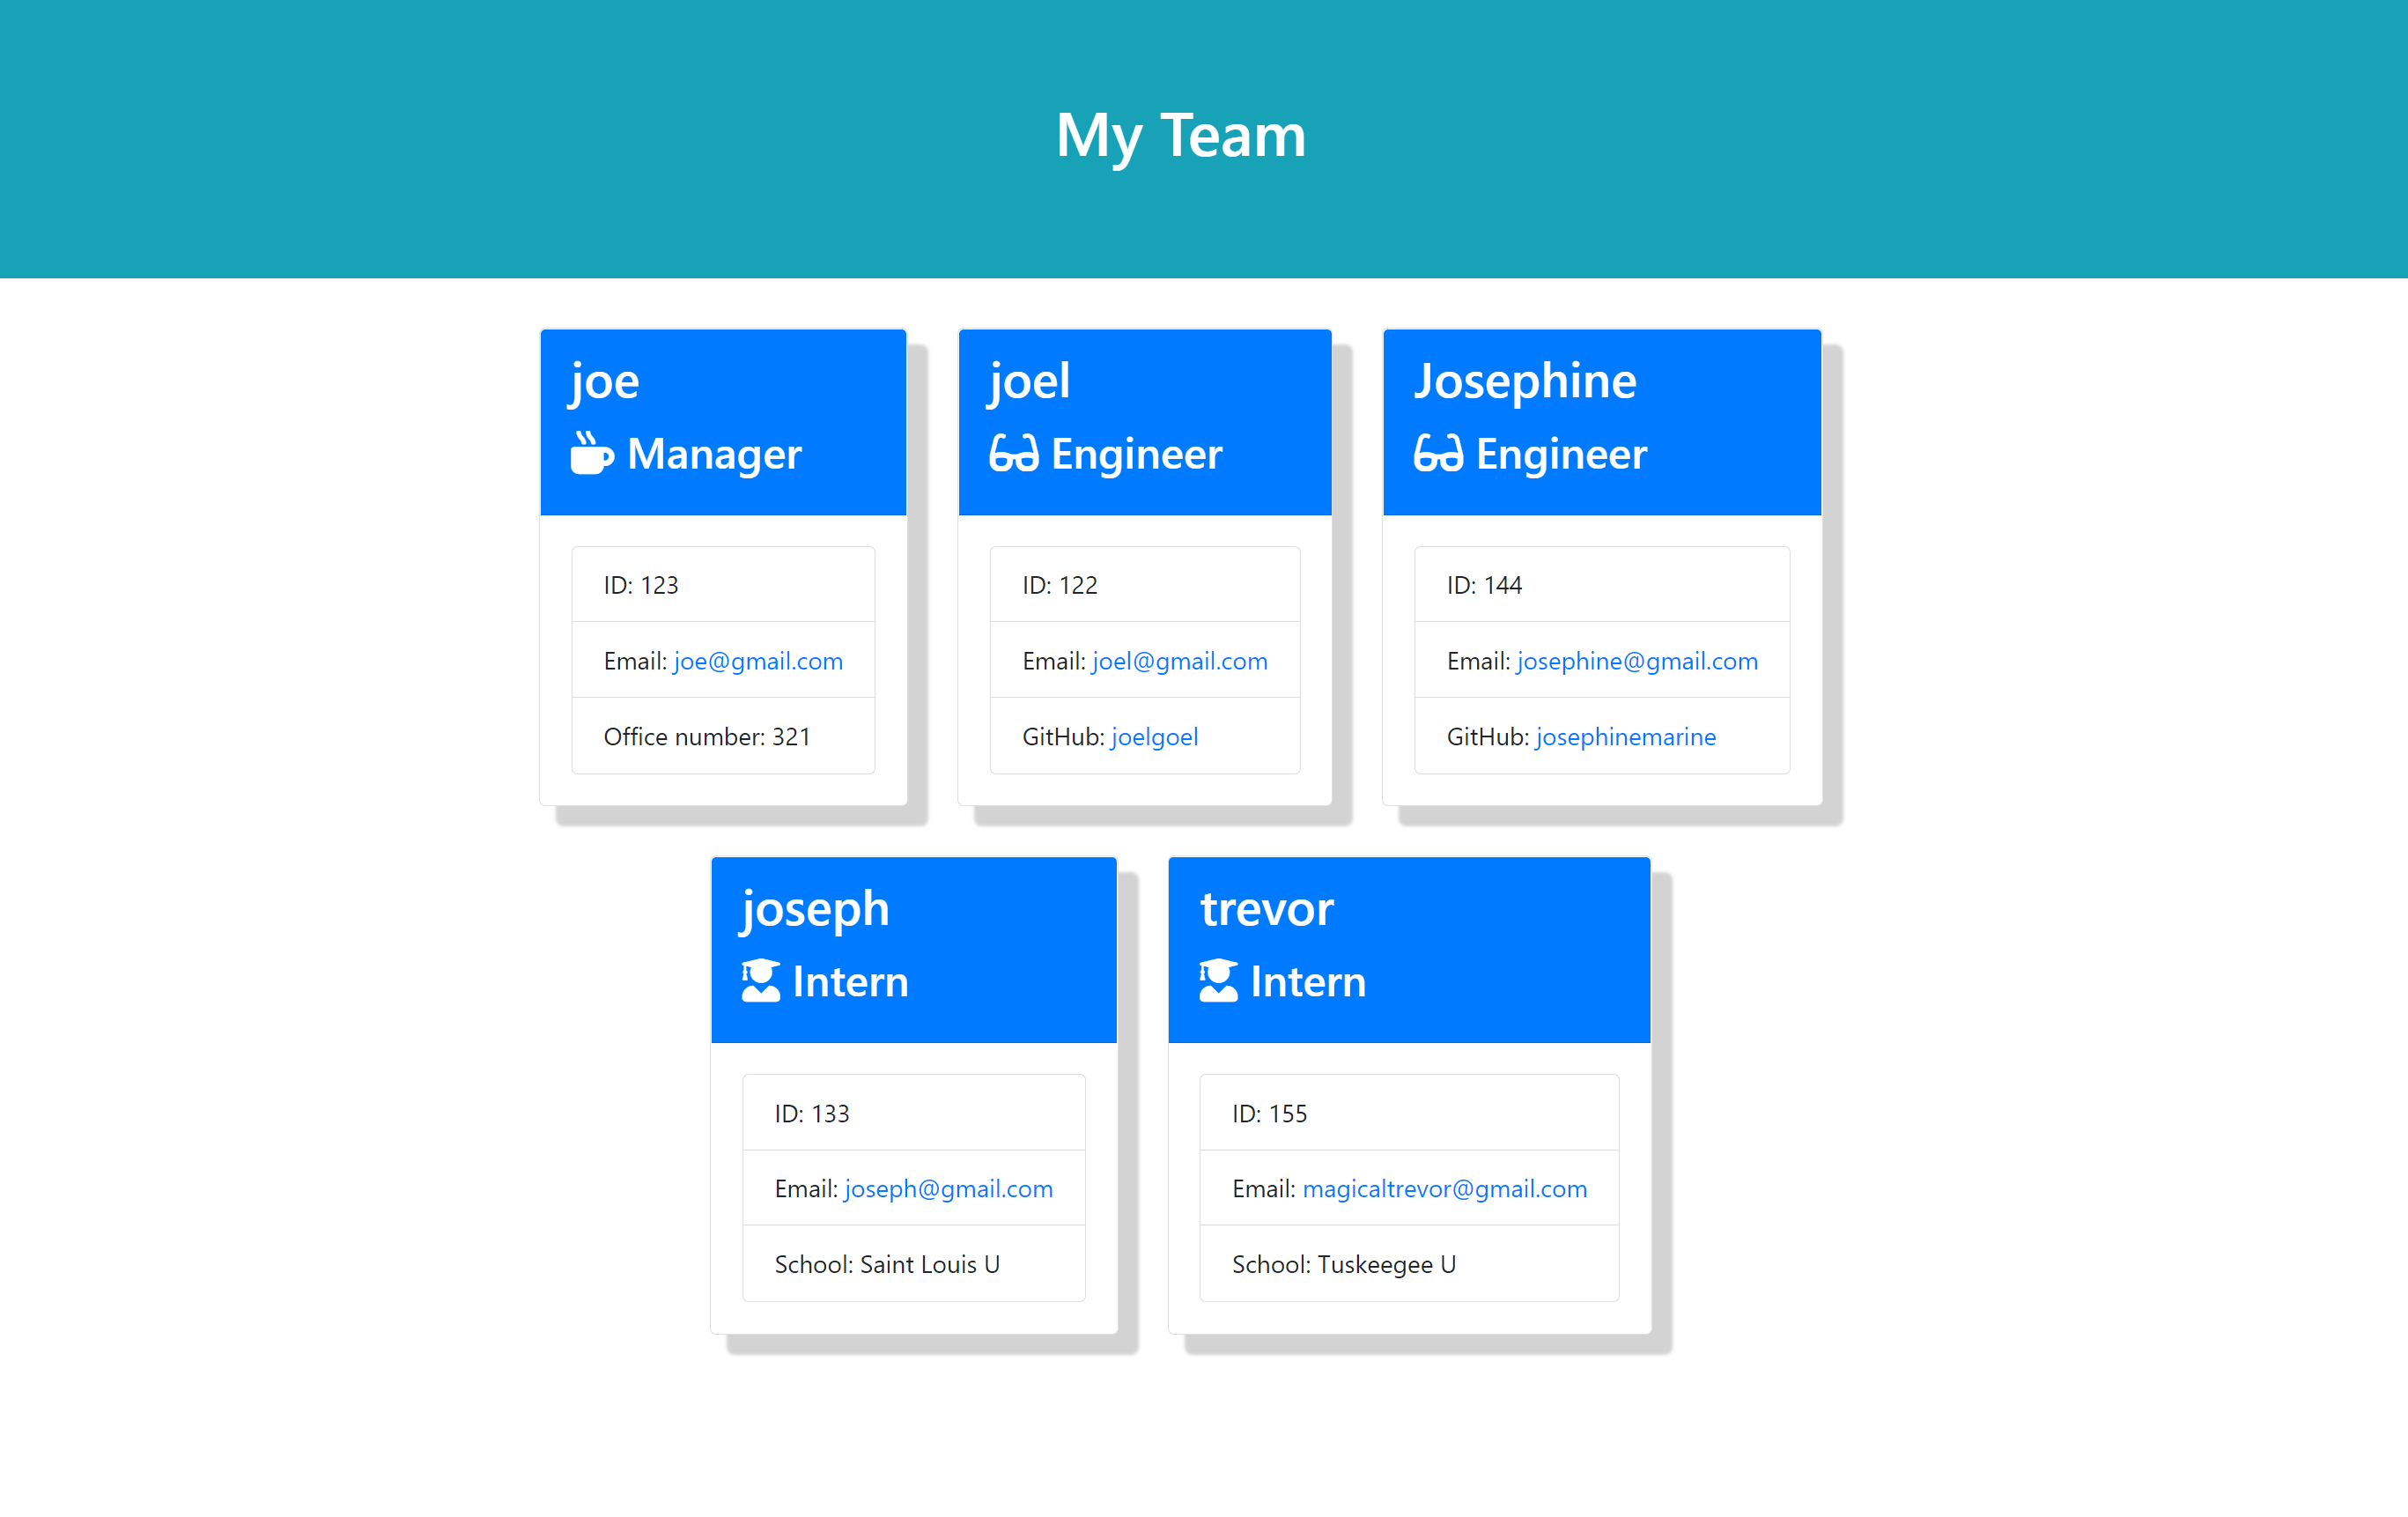 My Team
joe
Manager
ID: 123
Email: joe@gmail.com
Office number: 321
joel
Engineer
ID: 122
Email: joel@gmail.com
GitHub: joelgoel
Josephine
Engineer
ID: 144
Email: josephine@gmail.com
GitHub: josephinemarine
joseph
Intern
ID: 133
Email: joseph@gmail.com
School: Saint Louis U
trevor
Intern
ID: 155
Email: magicaltrevor@gmail.com
School: Tuskeegee U